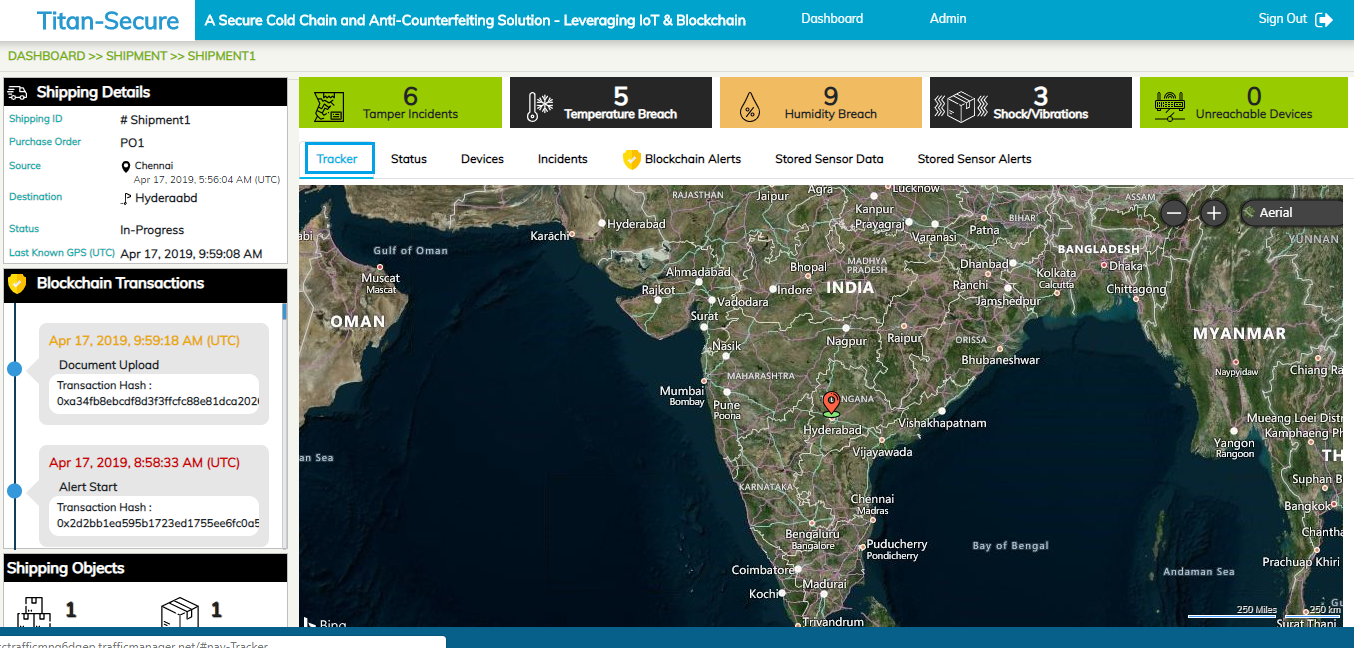 Titan-Secure
A Secure Cold Chain and Anti-Counterfeiting Solution - Leveraging IoT & Blockchain
Dashboard
Admin
Sign Out
DASHBOARD >> SHIPMENT >> SHIPMENT1
Shipping Details
Shipping ID
# Shipment1
Purchase Order
PO1
Source
Chennai
Apr 17, 2019, 5:56:04 AM (UTC)
Destination
Hyderaabd
Status
In-Progress
Last Known GPS (UTC)
Apr 17, 2019, 9:59:08 AM
Blockchain Transactions
Apr 17, 2019, 9:59:18 AM (UTC)
Document Upload
Transaction Hash :
0xa34fb8ebcdf8d3f3ffcfc88e81dca202
Apr 17, 2019, 8:58:33 AM (UTC)
Alert Start
Transaction Hash :
0x2d2bb1ea595b1723ed1755ee6fc0a5
Shipping Objects
1
1
6
Tamper Incidents
5
Temperature Breach
9
Humidity Breach
3
Shock/Vibrations
0
Unreachable Devices
Tracker
Status
Devices
Incidents
Blockchain Alerts
Stored Sensor Data
Stored Sensor Alerts
Aerial
RAJASTHAN
Jaipur
Agra
Lucknow
ASSAM
Kanpur
BIHAR
Hyderabad
Prayagraj
Varanasi
Patna
Karāchi
abi
Gulf of Oman
YUNNAN
BANGLADESH
Muscat
Mascat
Ahmadabad
Bhopal
MADHYA
PRADESH
Dhanbad
Dhaka
Kolkata
Calcutta
Ranchi
Rajkot
Vadodara
Indore
INDIA
Jamshedpur
Chittagong
OMAN
Surat
Nagpur
Raipur
ORISSA
MYANMAR
Nasik
Bhubaneshwar
MAHARASHTRA
Naypyidaw
Chiang Ra
Mumbai
Bombay
Pune
Poona
NGANA
Hyderabad
Vishakhapatnam
Mueang Loei Distr
Kamphaeng Ph
Vijayawada
Yangon
Rangoon
an Sea
TH
KARNATAKA
Chennai
Madras
Suphan B
Bangkok
Bengaluru
Bangalore
Puducherry
Pondicherry
Bay of Bengal
Chantha
Prachuap Khiri
Coimbatore
Andaman Sea
Madurai
Kochi
Bing
Trivandrum
250 Miles
250 km
Surat Thani
ctrafficmng6dgep.trafficmanager.net/#nav-Tracker